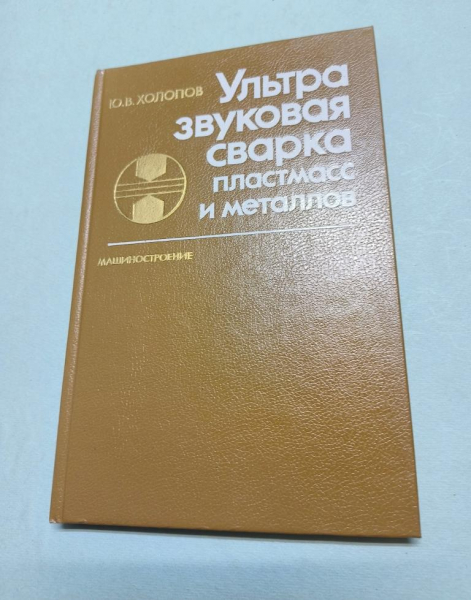 Ю.В. ХОЛОПОВ
Ультра
звуковая
сварка
пластмасс
и металлов
МАШИНОСТРОЕНИЕ